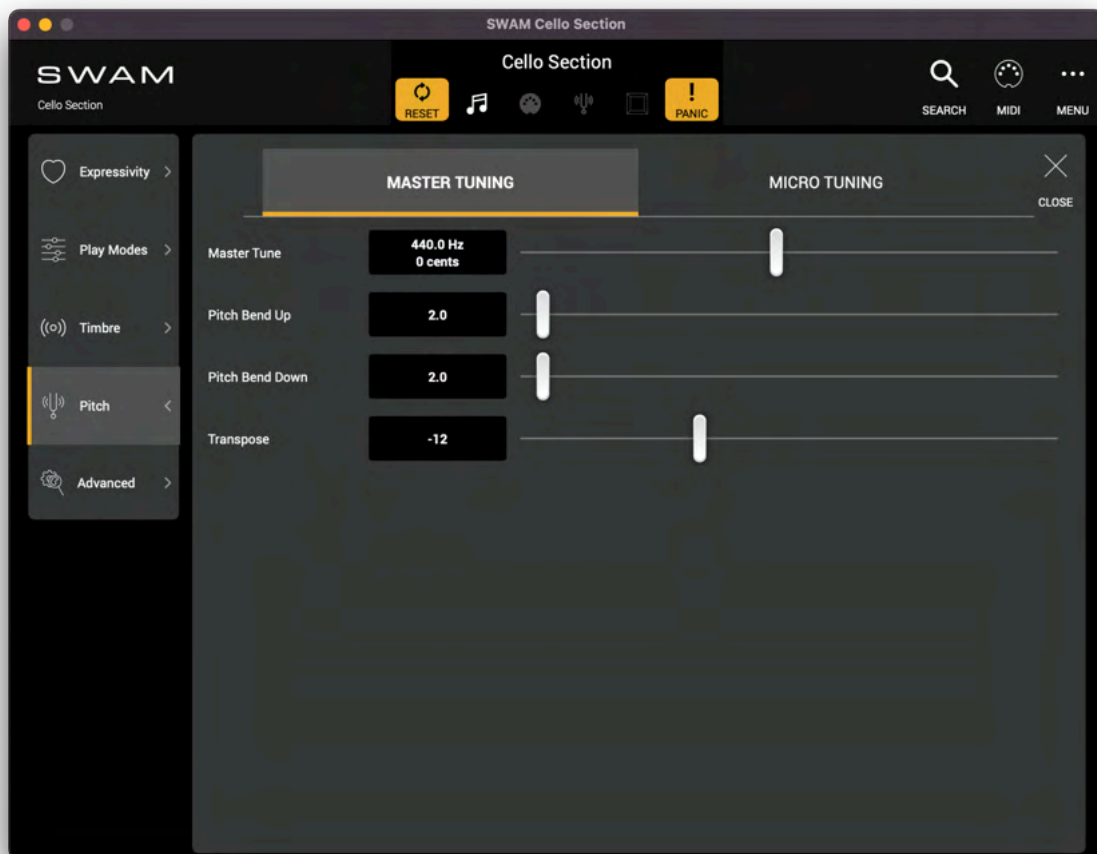 SWAM Cello Section
SWAM
Cello Section
Cello Section
RESET
PANIC
SEARCH
MIDI
MENU
Expressivity
Play Modes
Timbre
Pitch
Advanced
MASTER TUNING
MICRO TUNING
CLOSE
Master Tune
440.0 Hz
0 cents
Pitch Bend Up
2.0
Pitch Bend Down
2.0
Transpose
-12